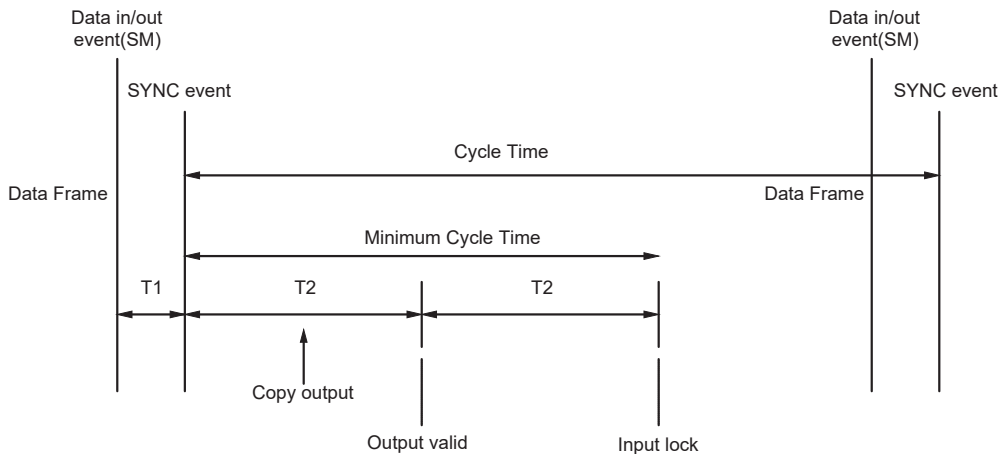 Data in/out
event(SM)
Data in/out
event(SM)
SYNC event
SYNC event
Cycle Time
Data Frame
Data Frame
Minimum Cycle Time
T1
T2
T2
Copy output
Output valid
Input lock